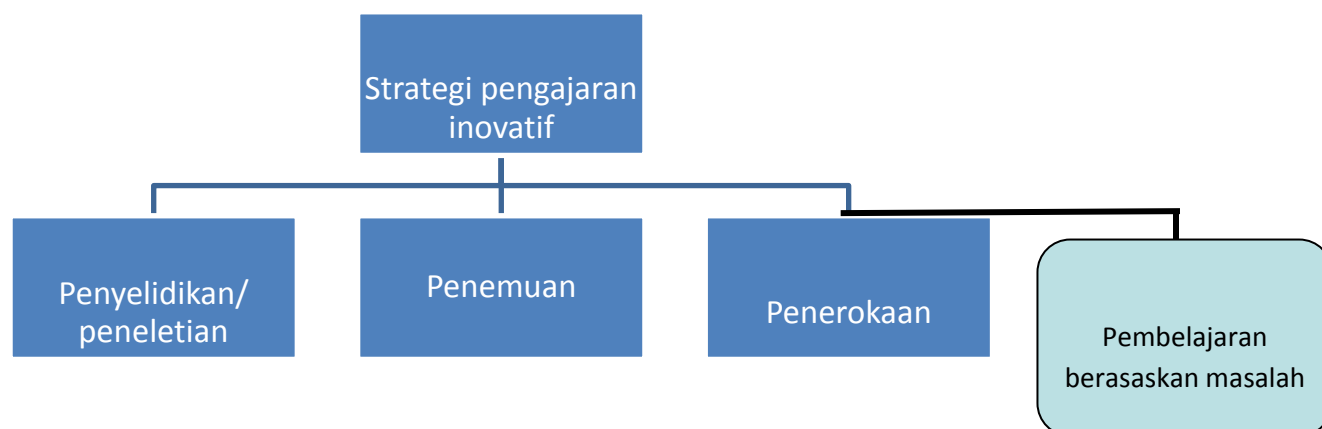 Strategi pengajaran
inovatif
Penyelidikan/
peneletian
Penemuan
Penerokaan
Pembelajaran
berasaskan masalah